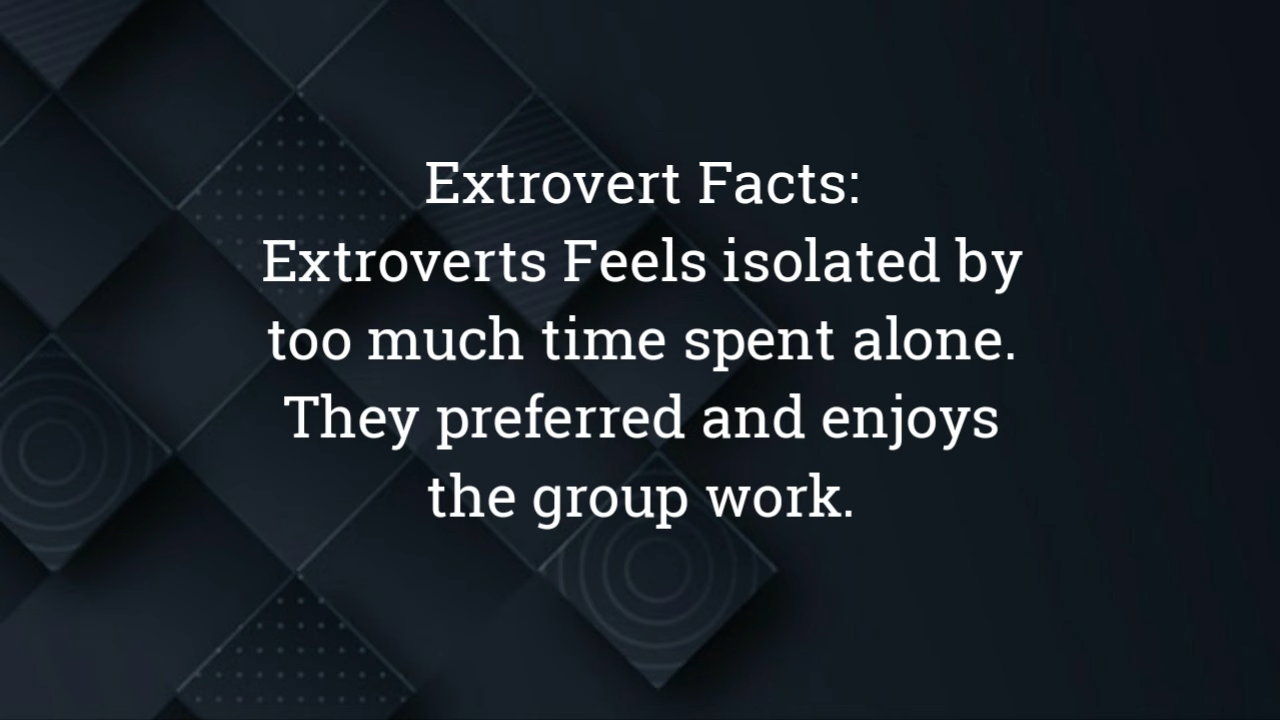 Extrovert Facts:
Extroverts Feels isolated by
too much time spent alone.
They preferred and enjoys
the group work.